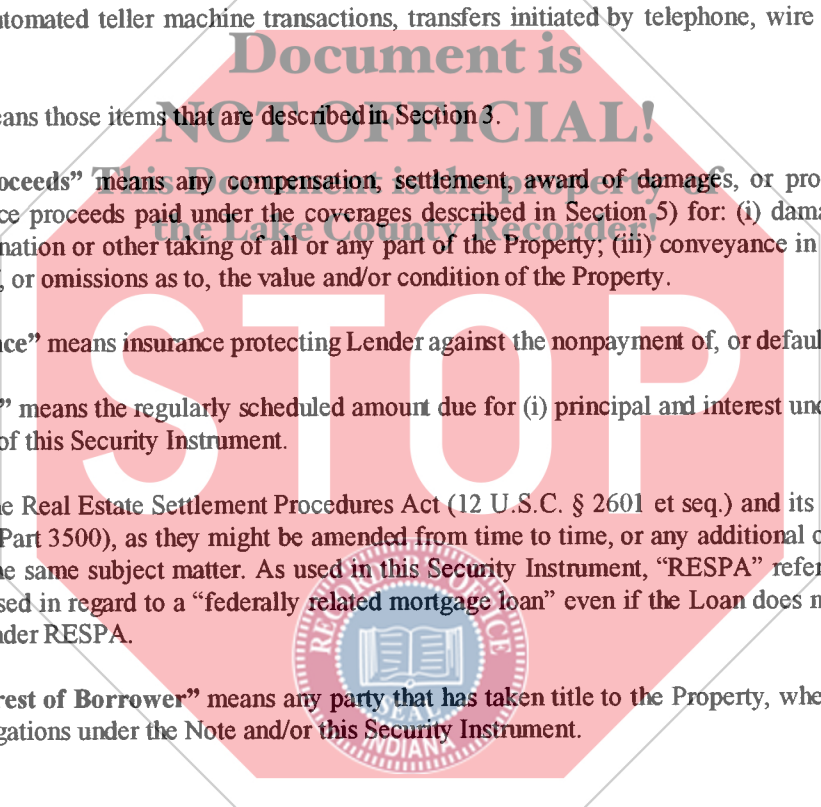 utomated teller machine transactions, transfers initiated by telephone, wire
Document is
eans those items that are described in Section 3.
NOT OFFICIAL!
oceeds” means any compensation, settlement, award of damages, or pro
This Document is the property of
ce proceeds paid under the coverages described in Section 5) for: (i) dama
the Lake County Recorder!
nation or other taking of all or any part of the Property; (iii) conveyance in
, or omissions as to, the value and/or condition of the Property.
nce” means insurance protecting Lender against the nonpayment of, or defaul
STOP
” means the regularly scheduled amount due for (i) principal and interest und
of this Security Instrument.
e Real Estate Settlement Procedures Act (12 U.S.C. § 2601 et seq.) and its
Part 3500), as they might be amended from time to time, or any additional o
he same subject matter. As used in this Security Instrument, “RESPA” refer
sed in regard to a “federally related mortgage loan” even if the Loan does n
nder RESPA.
RECORDER'S OFFICE
SEAL
INDIANA
rest of Borrower” means any party that has taken title to the Property, whe
gations under the Note and/or this Security Instrument.